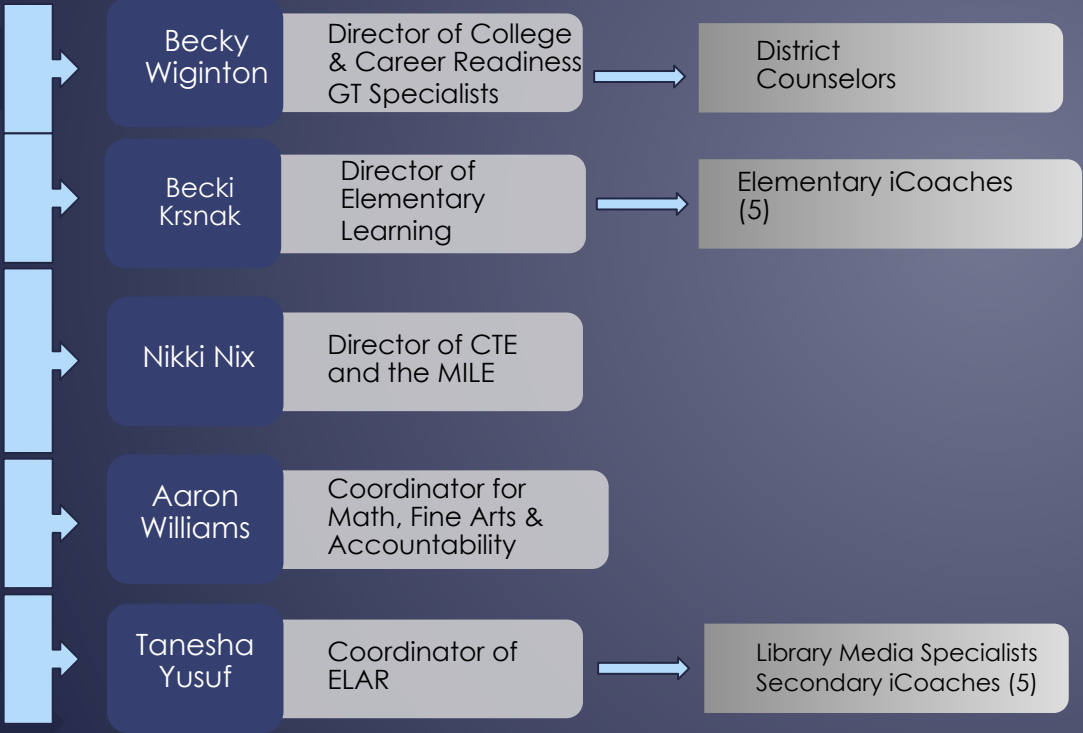 Becky
Wiginton
Director of College
& Career Readiness
GT Specialists
District
Counselors
Becki
Krsnak
Director of
Elementary
Learning
Elementary iCoaches
(5)
Nikki Nix
Director of CTE
and the MILE
Aaron
Williams
Coordinator for
Math, Fine Arts &
Accountability
Tanesha
Yusuf
Coordinator of
ELAR
Library Media Specialists
Secondary iCoaches (5)